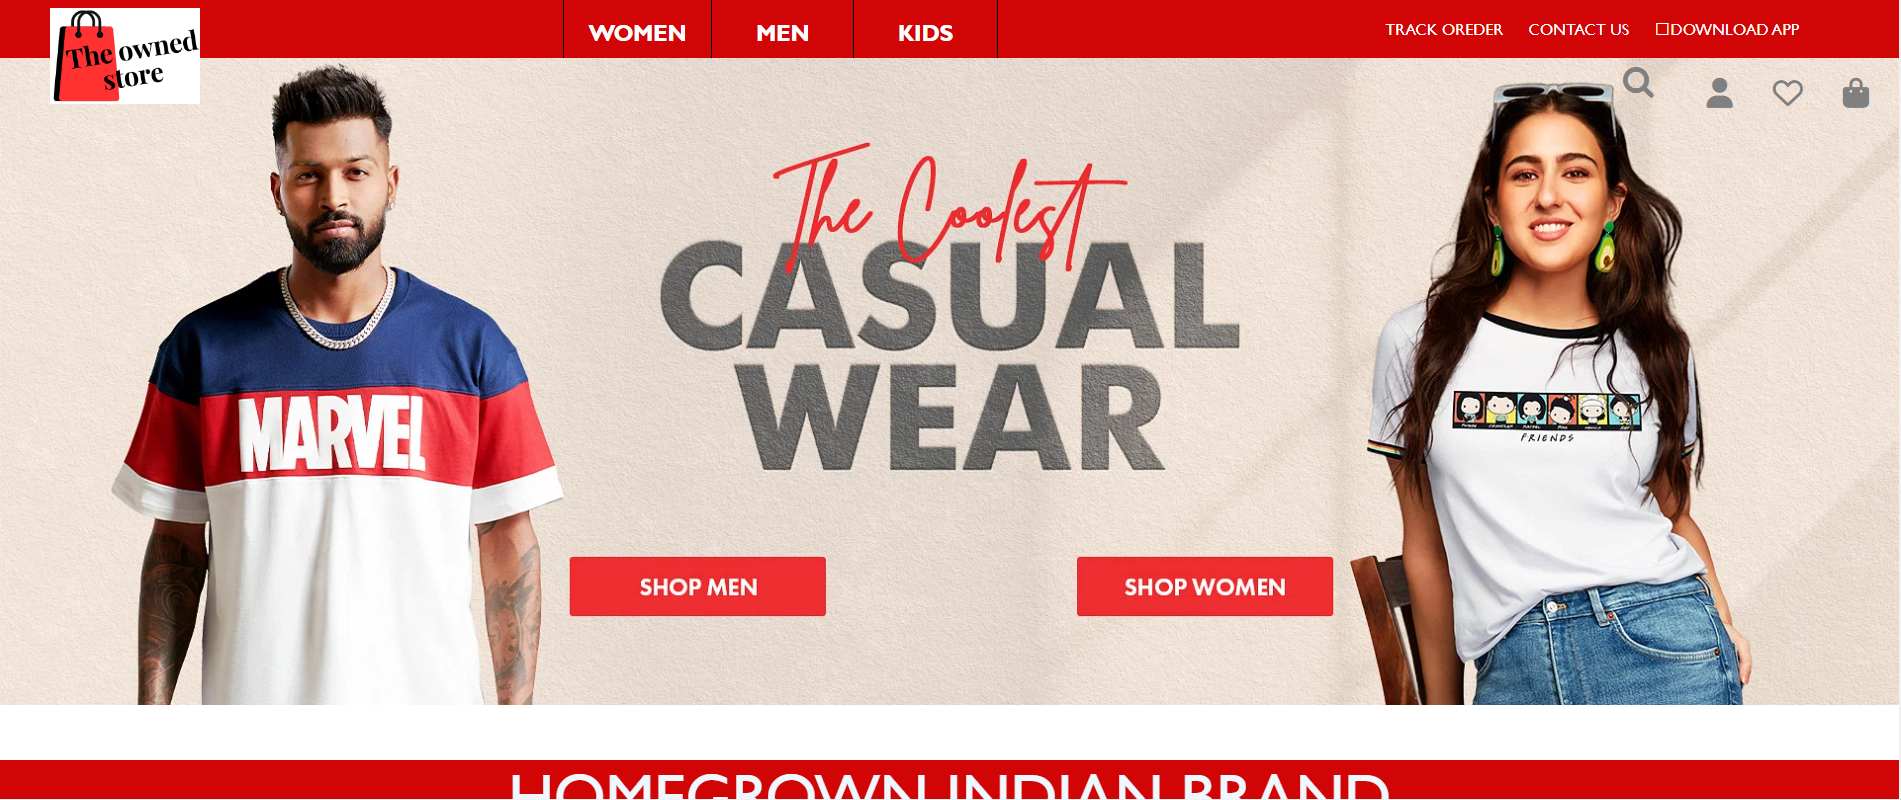 The owned
store
WOMEN
MEN
KIDS
TRACK OREDER
CONTACT US
DOWNLOAD APP
The Coolest
CASUAL
WEAR
MARVEL
FRIENDS
SHOP MEN
SHOP WOMEN
HOMEGROWN INDIAN BRAND